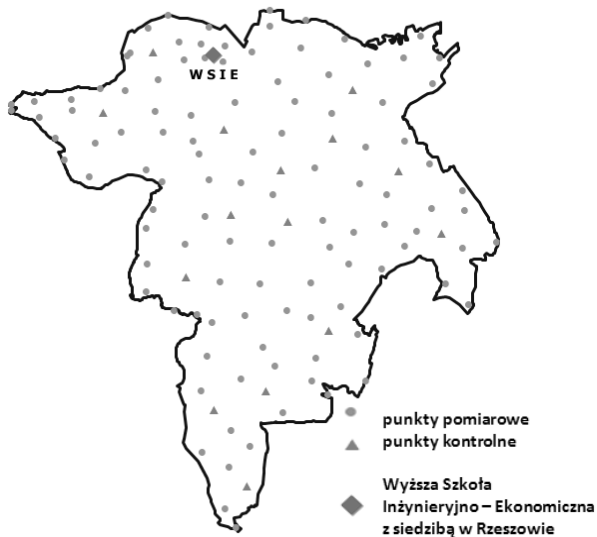 WSIE
punkty pomiarowe
punkty kontrolne
Wyższa Szkoła
Inżynieryjno – Ekonomiczna
z siedzibą w Rzeszowie